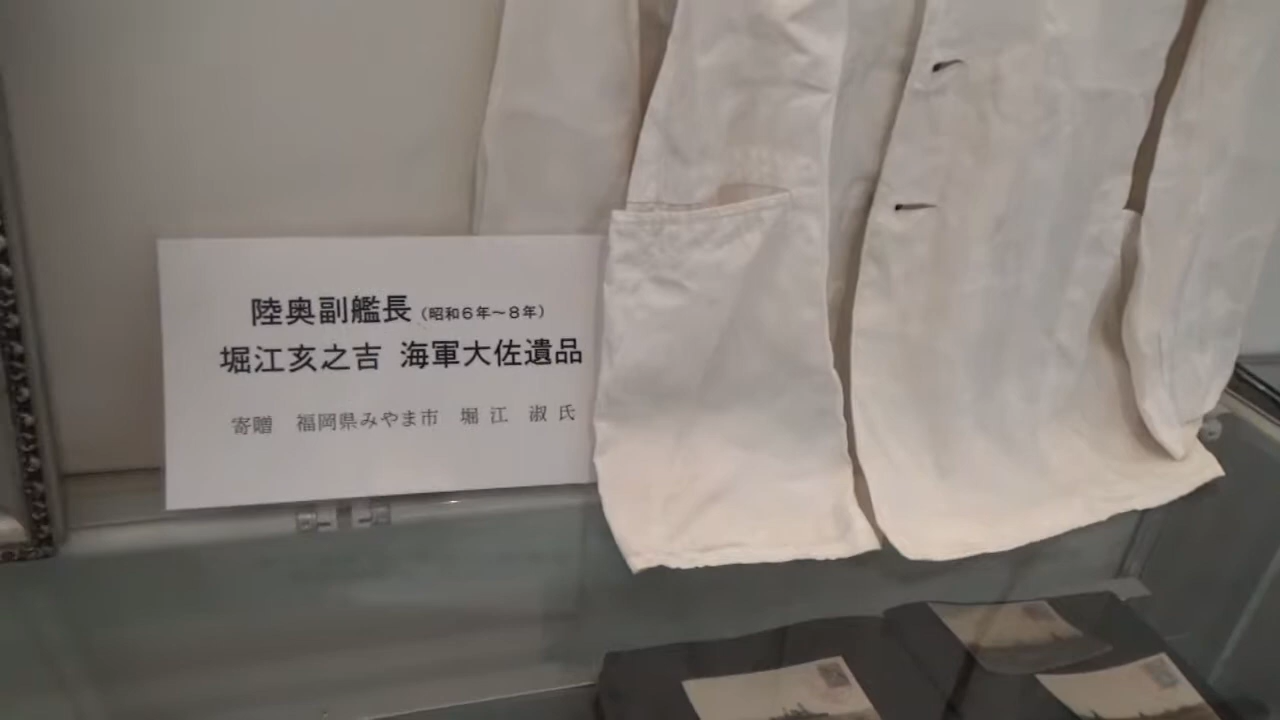 陸奥副艦長（昭和６年～８年）
堀江亥之吉 海軍大佐遺品
寄贈 福岡県みやま市 堀 江 淑 氏